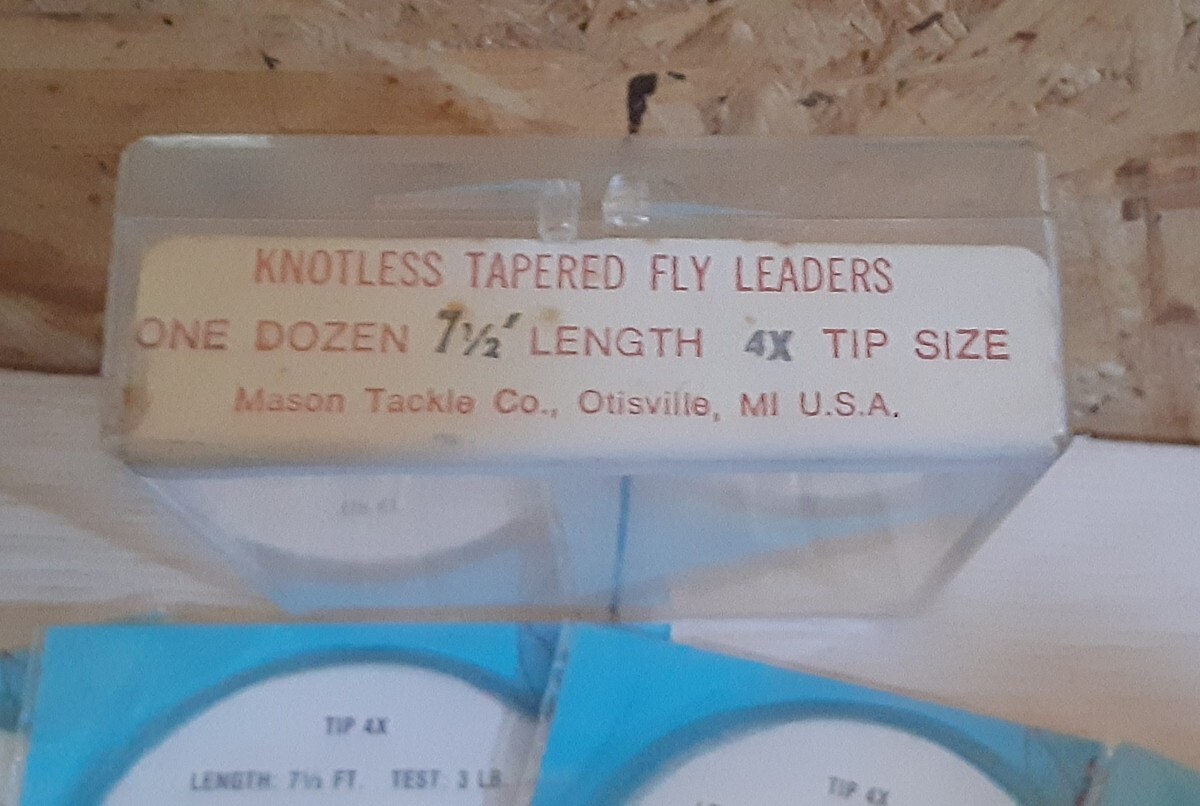 KNOTLESS TAPERED FLY LEADERS
ONE DOZEN 7½' LENGTH 4X TIP SIZE
Mason Tackle Co., Otisville, MI U.S.A.
TIP 4X
LENGTH: 7½ FT. TEST: 3 LB.
TIP 4X